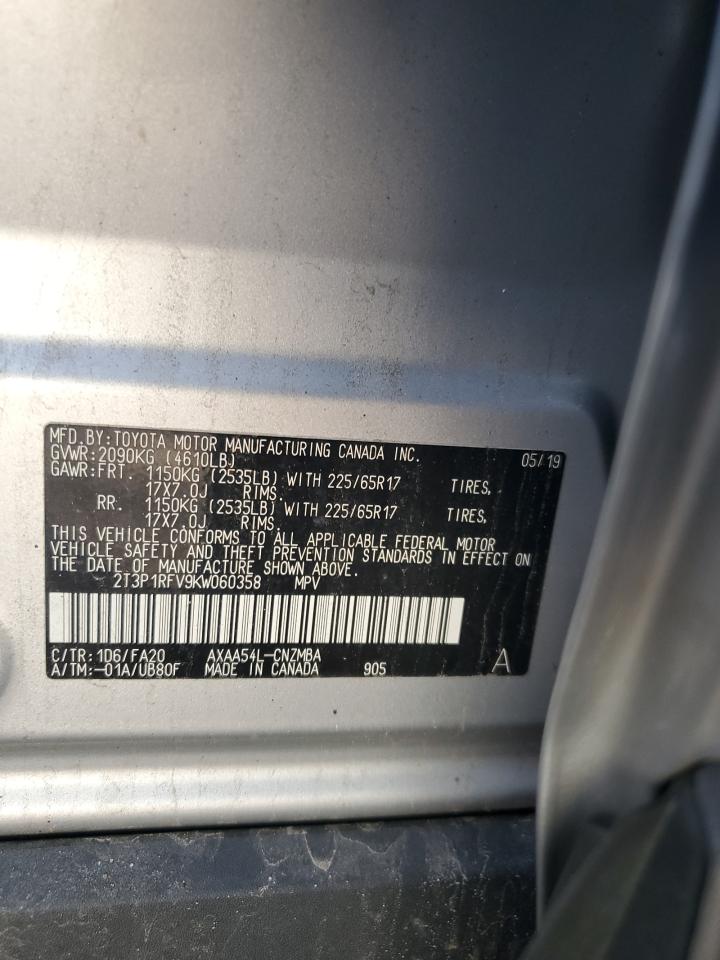 MFD.BY:TOYOTA MOTOR MANUFACTURING CANADA INC.
GVWR:2090KG (4610LB) 05/19
GAWR:FRT. 1150KG (2535LB) WITH 225/65R17 TIRES,
17X7.0J RIMS.
RR. 1150KG (2535LB) WITH 225/65R17 TIRES,
17X7.0J RIMS.
THIS VEHICLE CONFORMS TO ALL APPLICABLE FEDERAL MOTOR
VEHICLE SAFETY AND THEFT PREVENTION STANDARDS IN EFFECT ON
THE DATE OF MANUFACTURE SHOWN ABOVE.
2T3P1RFV9KW060358 MPV
C/TR:1D6/FA20 AXAA54L-CNZMBA
A/TM:-01A/UB80F MADE IN CANADA 905 A